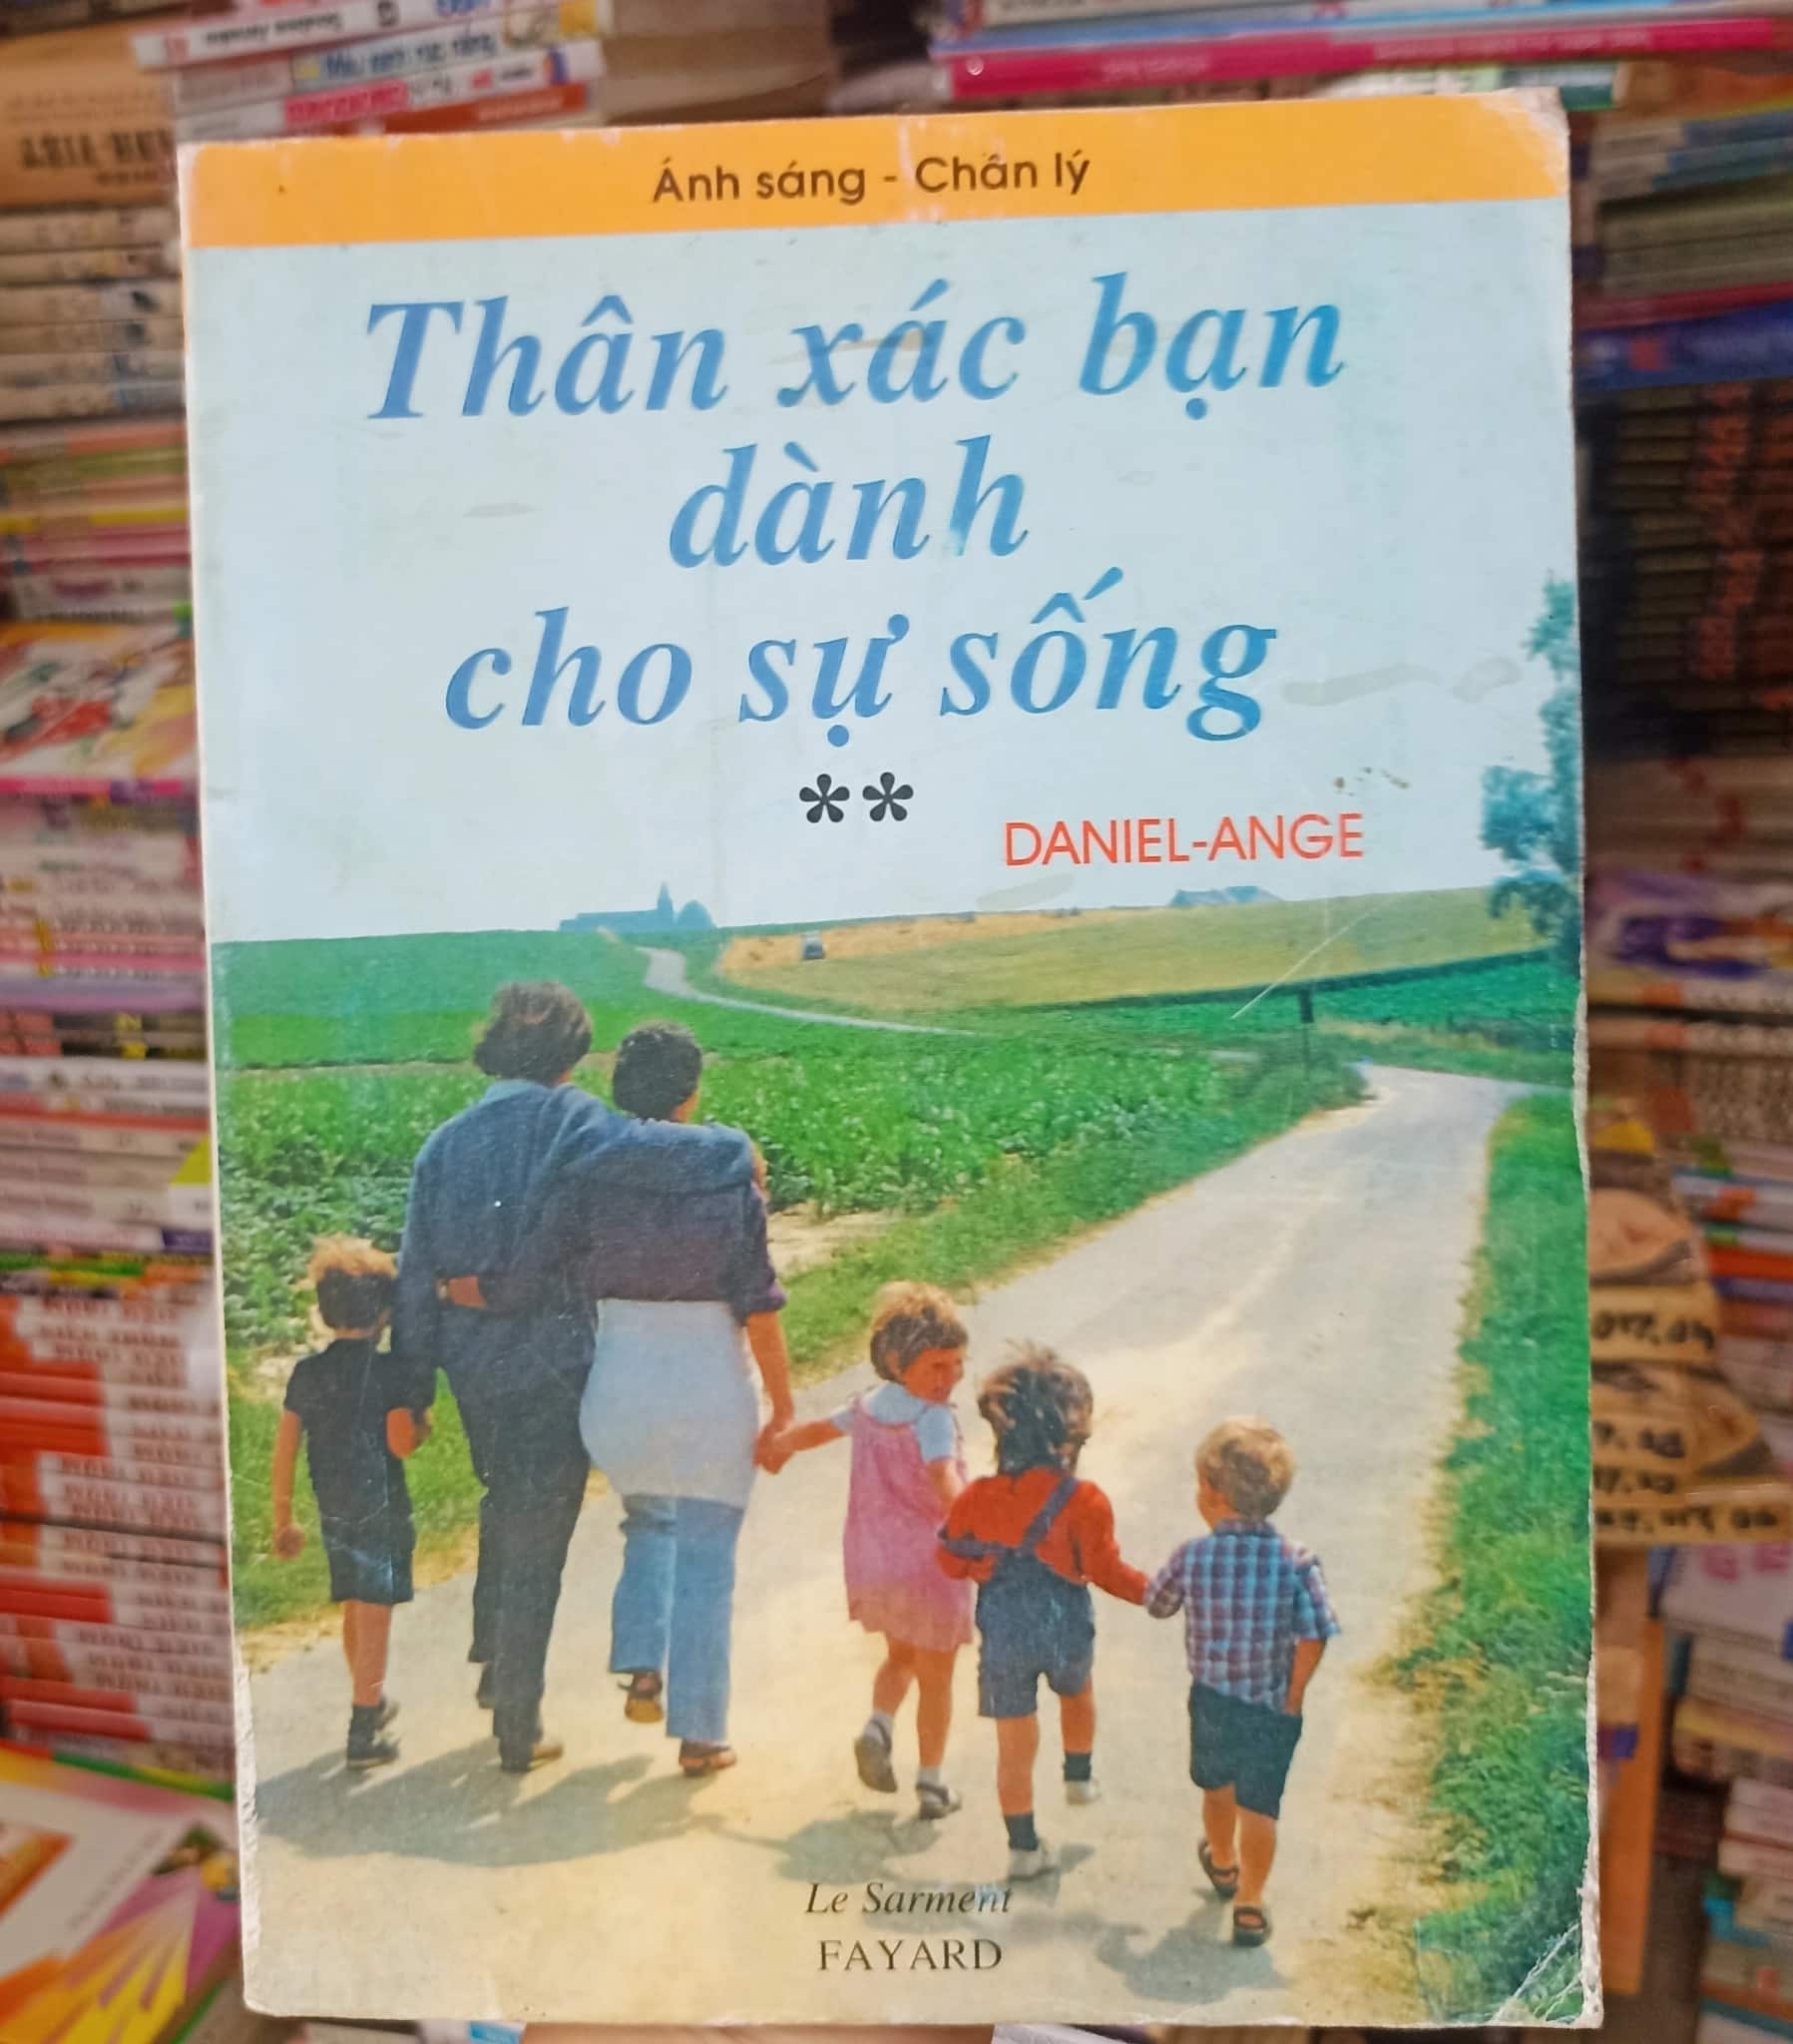 Ánh sáng - Chân lý
Thân xác bạn
dành
cho sự sống
**
DANIEL-ANGE
Le Sarment
FAYARD